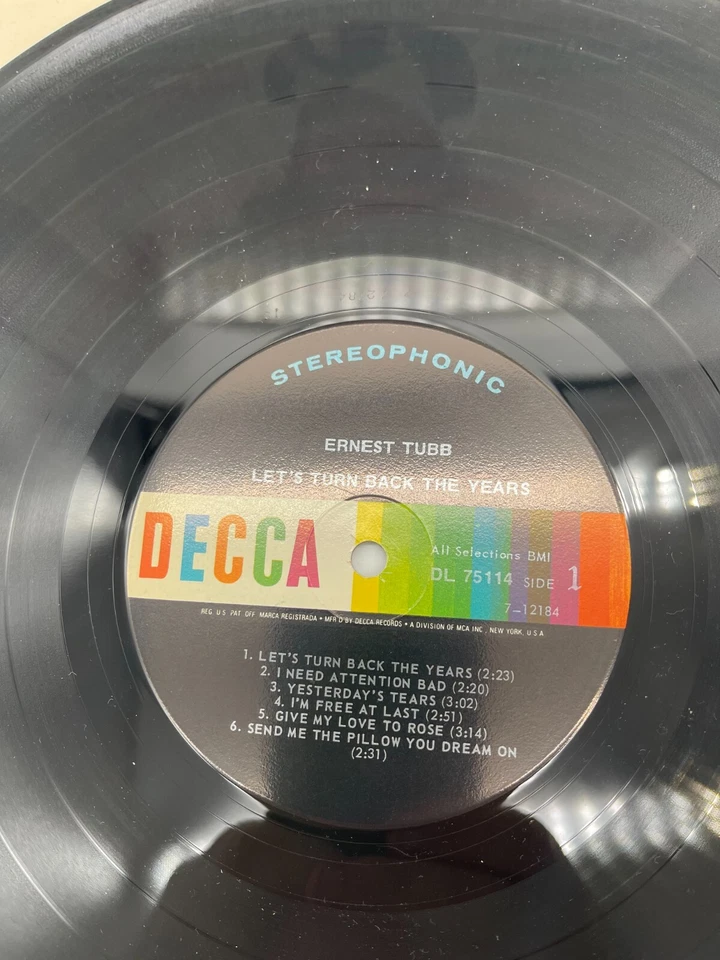 STEREOPHONIC
ERNEST TUBB
LET'S TURN BACK THE YEARS
DECCA
All Selections BMI
DL 75114 SIDE 1
7-12184
REG. U.S. PAT. OFF. MARCA REGISTRADA • MFR'D BY DECCA RECORDS • A DIVISION OF MCA INC., NEW YORK, U.S.A.
1. LET'S TURN BACK THE YEARS (2:23)
2. I NEED ATTENTION BAD (2:20)
3. YESTERDAY'S TEARS (3:02)
4. I'M FREE AT LAST (2:51)
5. GIVE MY LOVE TO ROSE (3:14)
6. SEND ME THE PILLOW YOU DREAM ON
(2:31)